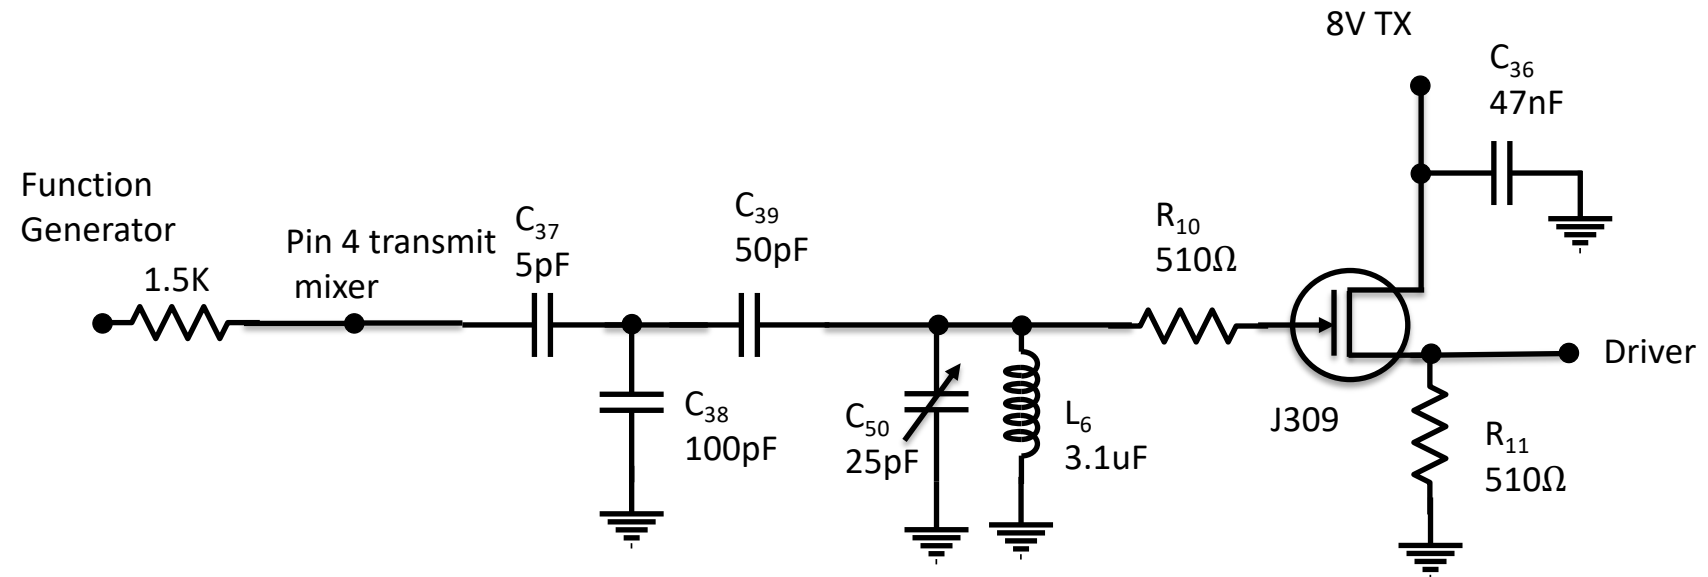 8V TX
C36
47nF
Function
Generator
1.5K
Pin 4 transmit
mixer
C37
5pF
C39
50pF
R10
510Ω
Driver
C38
100pF
C50
25pF
L6
3.1uF
J309
R11
510Ω